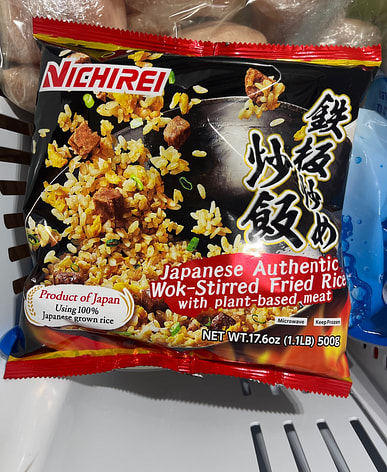 NICHIREI
鉄板炒め
炒飯
Japanese Authentic
Wok-Stirred Fried Rice
with plant-based meat
Product of Japan
Using 100%
Japanese grown rice
Microwave
Keep Frozen
NET WT.17.6oz (1.1LB) 500g